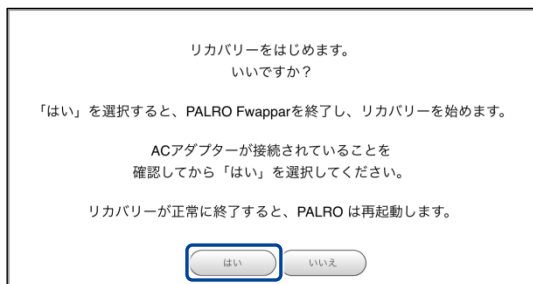 リカバリーをはじめます。
いいですか？
「はい」を選択すると、PALRO Fwapparを終了し、リカバリーを始めます。
ACアダプターが接続されていることを
確認してから「はい」を選択してください。
リカバリーが正常に終了すると、PALRO は再起動します。
はい いいえ